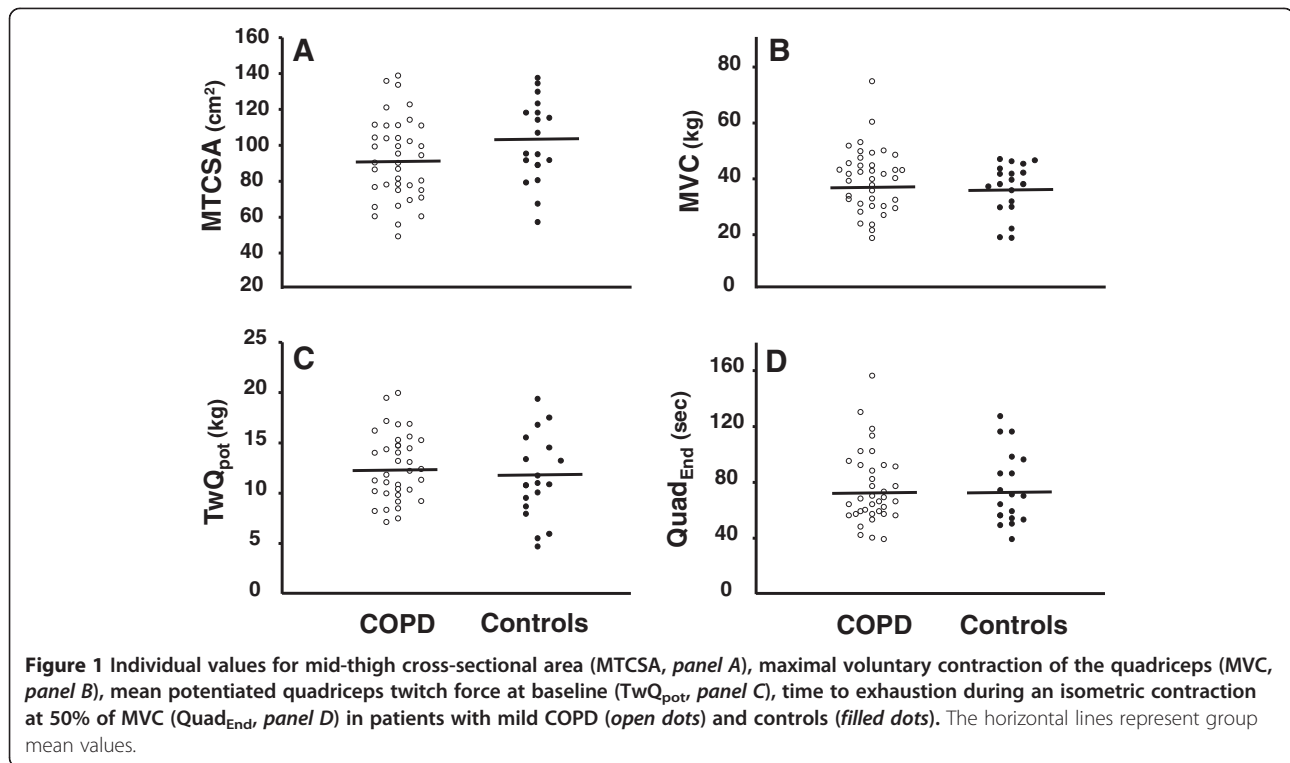 A
MTCSA (cm²)
160
140
120
100
80
60
40
20
B
MVC (kg)
80
60
40
20
0
C
TwQpot (kg)
25
20
15
10
5
0
COPD Controls
D
QuadEnd (sec)
160
120
80
40
0
COPD Controls
Figure 1 Individual values for mid-thigh cross-sectional area (MTCSA, panel A), maximal voluntary contraction of the quadriceps (MVC,
panel B), mean potentiated quadriceps twitch force at baseline (TwQpot, panel C), time to exhaustion during an isometric contraction
at 50% of MVC (QuadEnd, panel D) in patients with mild COPD (open dots) and controls (filled dots). The horizontal lines represent group
mean values.